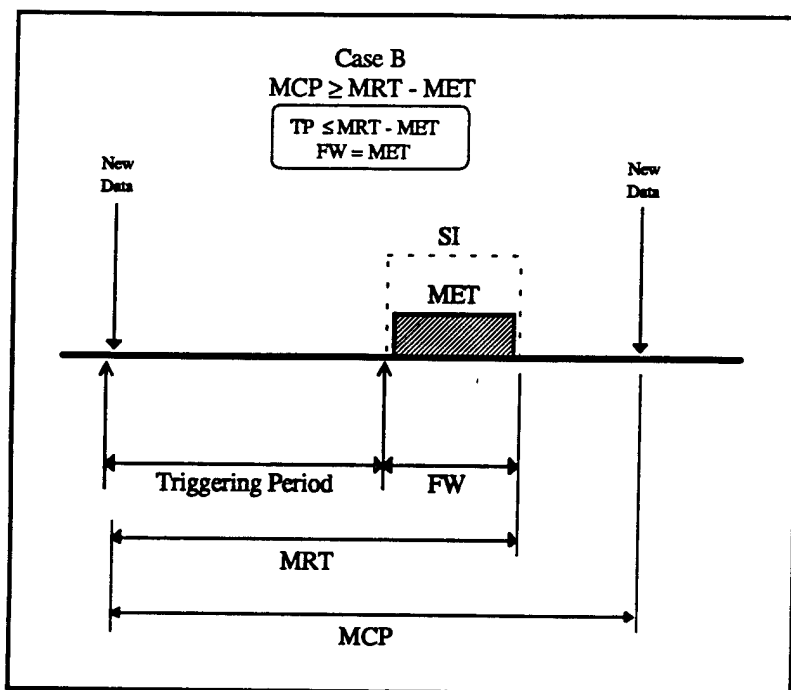 Case B
MCP ≥ MRT - MET
TP ≤ MRT - MET
FW = MET
New
Data
New
Data
SI
MET
Triggering Period
FW
MRT
MCP